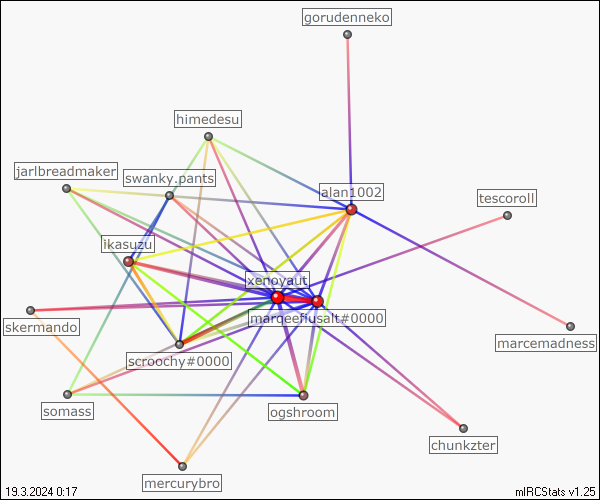 gorudenneko
himedesu
jarlbreadmaker
swanky.pants
alan1002
tescoroll
ikasuzu
xenoyaut
marqeeflusalt#0000
skermando
marcemadness
scroochy#0000
somass
ogshroom
chunkzter
mercurybro
19.3.2024 0:17
mIRCStats v1.25